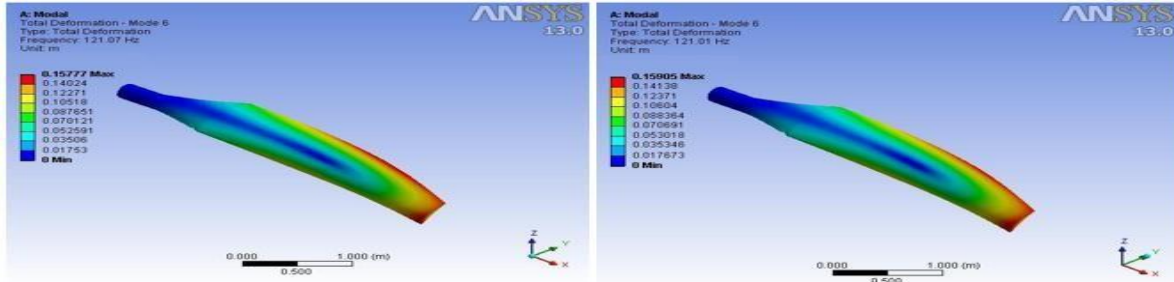 A: Modal
Total Deformation - Mode 6
Type: Total Deformation
Frequency: 121.07 Hz
Unit: m
0.15777 Max
0.14024
0.12271
0.10518
0.087651
0.070121
0.052591
0.03506
0.01753
0 Min
ANSYS
13.0
0.000
1.000 (m)
0.500
Z
Y
X
A: Modal
Total Deformation - Mode 6
Type: Total Deformation
Frequency: 121.01 Hz
Unit: m
0.15905 Max
0.14138
0.12371
0.10604
0.088364
0.070691
0.053018
0.035346
0.017673
0 Min
ANSYS
13.0
0.000
1.000 (m)
0.500
Z
Y
X